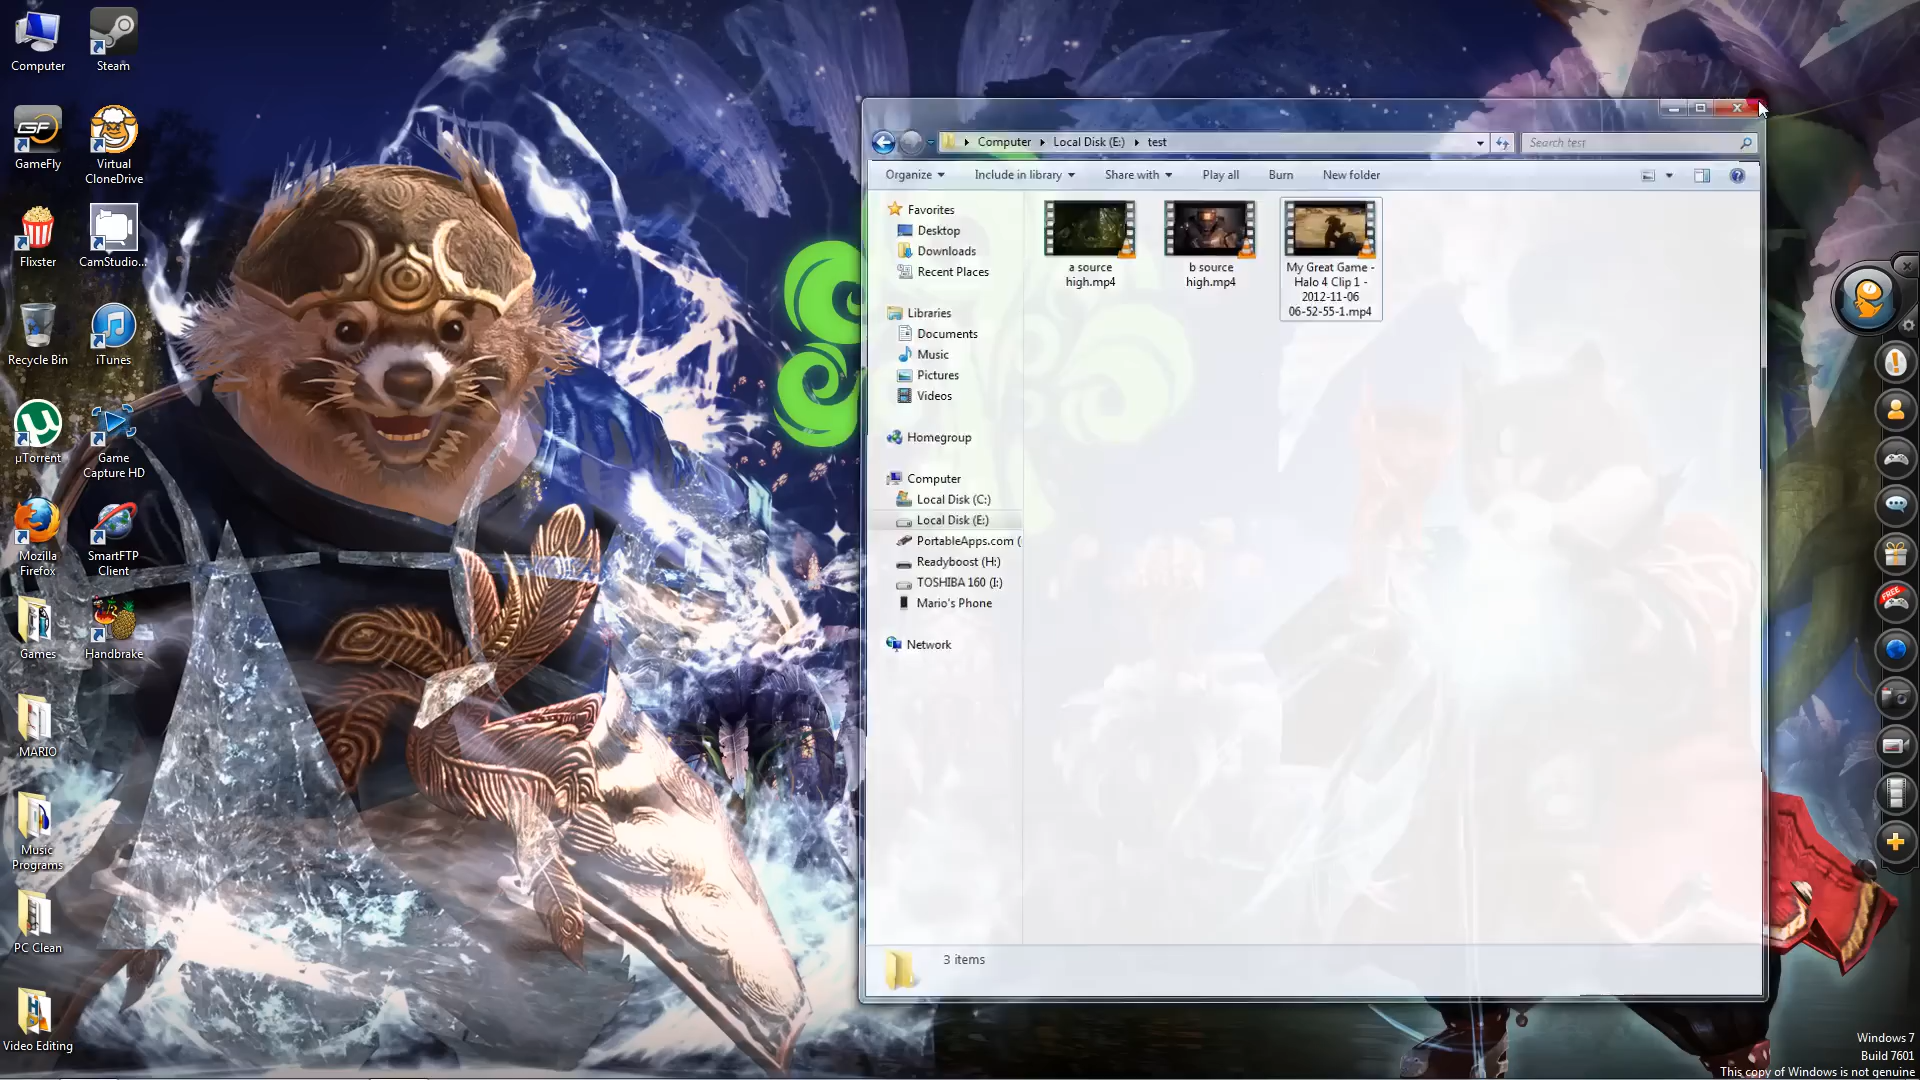 Computer
Steam
GameFly
Virtual
CloneDrive
Flixster
CamStudio...
Recycle Bin
iTunes
µTorrent
Game
Capture HD
Mozilla
Firefox
SmartFTP
Client
Games
Handbrake
MARIO
Music
Programs
PC Clean
Video Editing
Computer
Local Disk (E:)
test
Search test
Organize
Include in library
Share with
Play all
Burn
New folder
Favorites
Desktop
Downloads
Recent Places
Libraries
Documents
Music
Pictures
Videos
Homegroup
Computer
Local Disk (C:)
Local Disk (E:)
PortableApps.com (
Readyboost (H:)
TOSHIBA 160 (I:)
Mario's Phone
Network
a source
high.mp4
b source
high.mp4
My Great Game -
Halo 4 Clip 1 -
2012-11-06
06-52-55-1.mp4
3 items
GF
FREE
Windows 7
Build 7601
This copy of Windows is not genuine